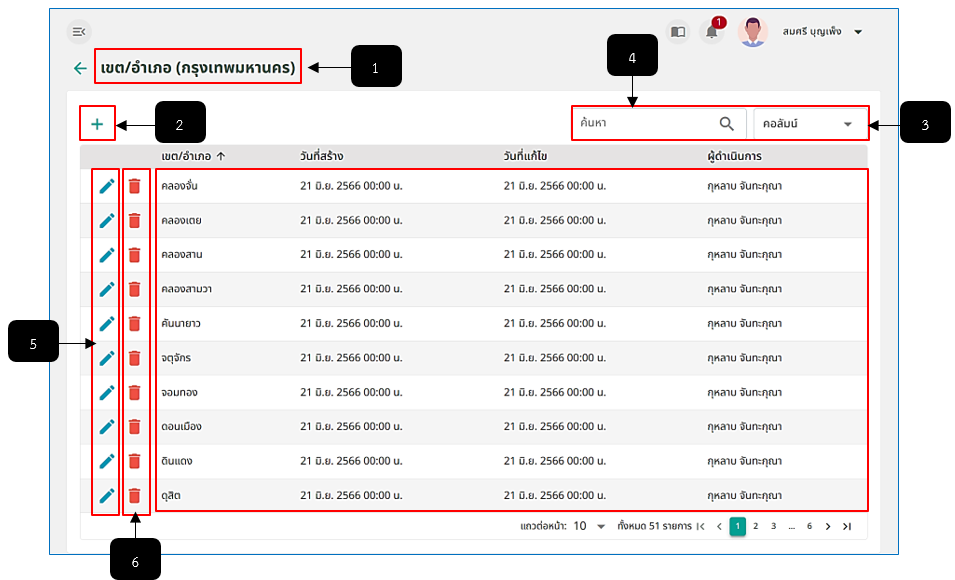 1
สมศรี บุญเพ็ง
4
เขต/อำเภอ (กรุงเทพมหานคร)
1
2
ค้นหา
คอลัมน์
3
เขต/อำเภอ วันที่สร้าง วันที่แก้ไข ผู้ดำเนินการ
คลองจั่น 21 มิ.ย. 2566 00:00 น. 21 มิ.ย. 2566 00:00 น. กุหลาบ จันทะกุณา
คลองเตย 21 มิ.ย. 2566 00:00 น. 21 มิ.ย. 2566 00:00 น. กุหลาบ จันทะกุณา
คลองสาน 21 มิ.ย. 2566 00:00 น. 21 มิ.ย. 2566 00:00 น. กุหลาบ จันทะกุณา
คลองสามวา 21 มิ.ย. 2566 00:00 น. 21 มิ.ย. 2566 00:00 น. กุหลาบ จันทะกุณา
คันนายาว 21 มิ.ย. 2566 00:00 น. 21 มิ.ย. 2566 00:00 น. กุหลาบ จันทะกุณา
5
จตุจักร 21 มิ.ย. 2566 00:00 น. 21 มิ.ย. 2566 00:00 น. กุหลาบ จันทะกุณา
จอมทอง 21 มิ.ย. 2566 00:00 น. 21 มิ.ย. 2566 00:00 น. กุหลาบ จันทะกุณา
ดอนเมือง 21 มิ.ย. 2566 00:00 น. 21 มิ.ย. 2566 00:00 น. กุหลาบ จันทะกุณา
ดินแดง 21 มิ.ย. 2566 00:00 น. 21 มิ.ย. 2566 00:00 น. กุหลาบ จันทะกุณา
ดุสิต 21 มิ.ย. 2566 00:00 น. 21 มิ.ย. 2566 00:00 น. กุหลาบ จันทะกุณา
แถวต่อหน้า: 10 ทั้งหมด 51 รายการ 1 2 3 ... 6
6